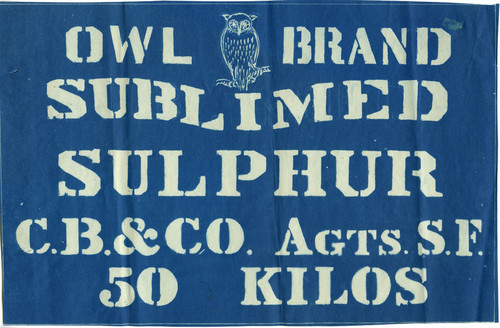 OWL BRAND
SUBLIMED
SULPHUR
C.B.&CO. AGTS. S.F.
50 KILOS